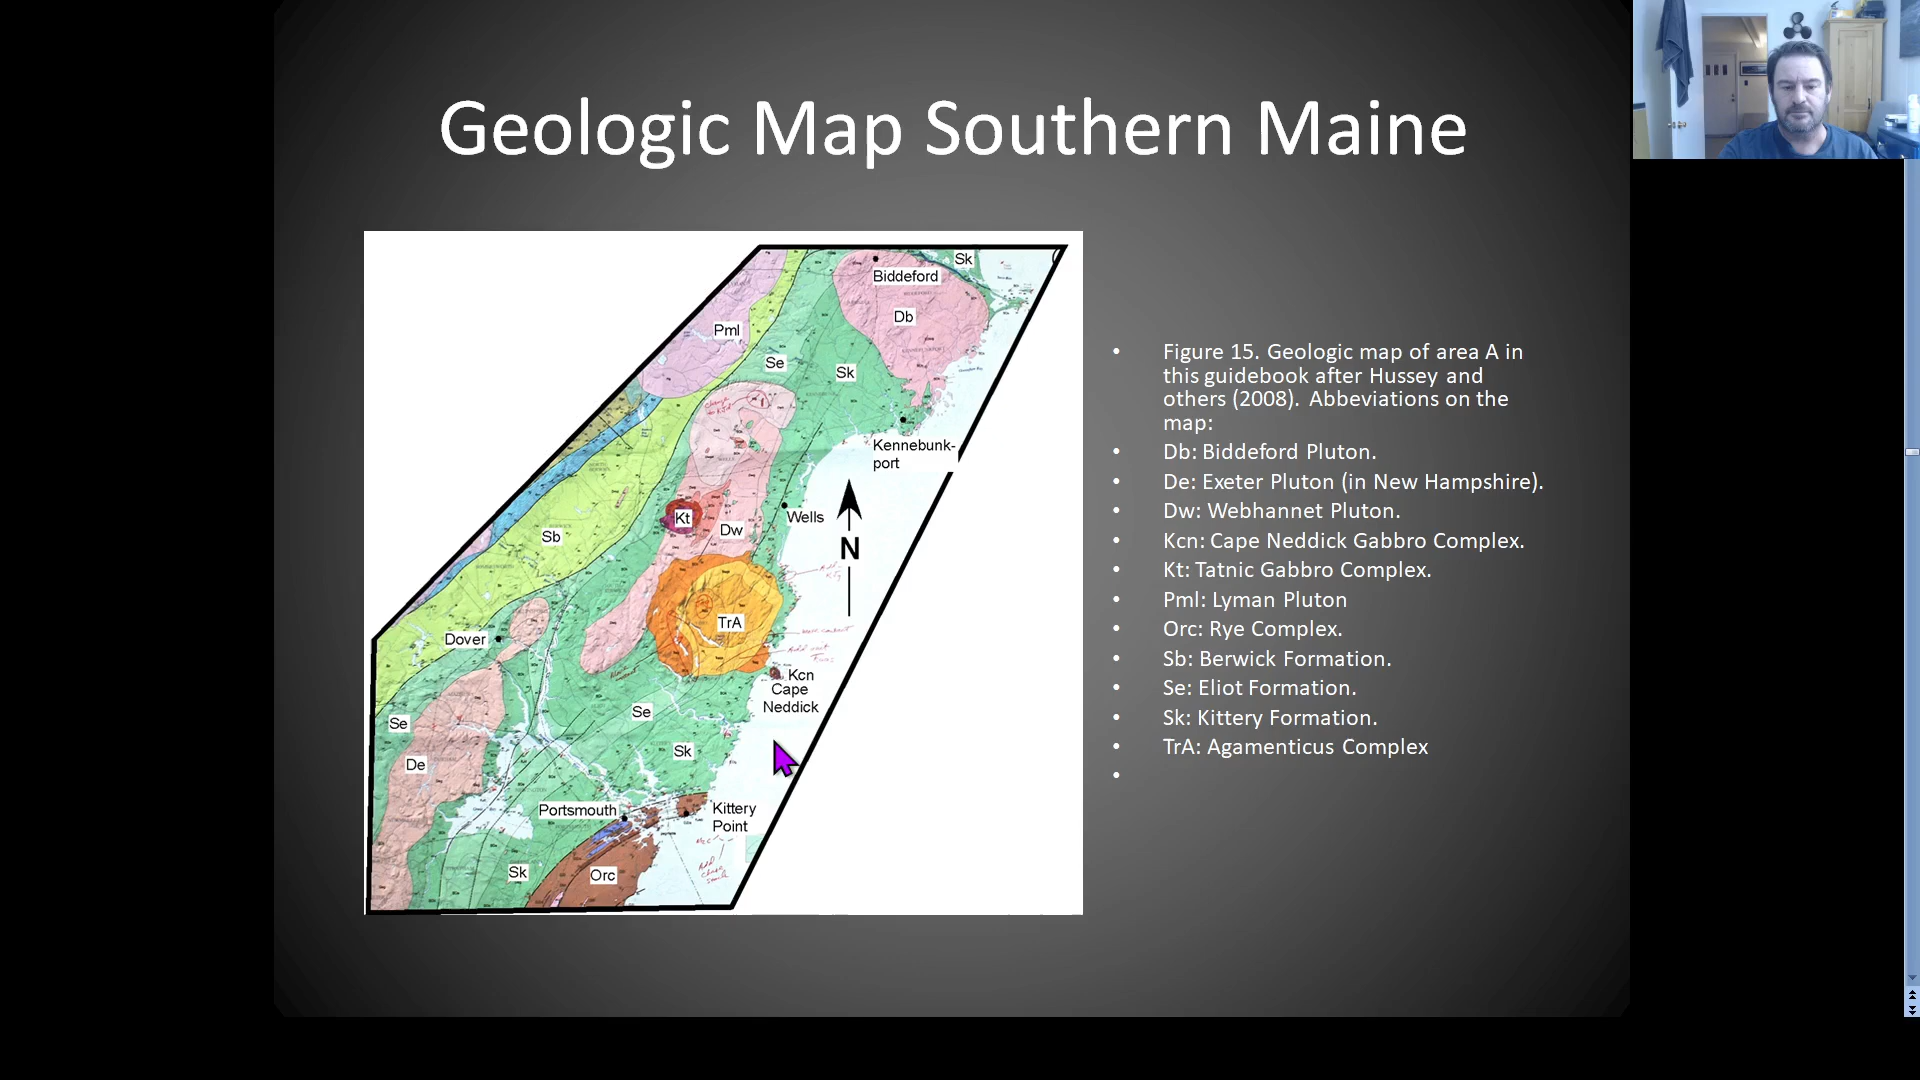 Geologic Map Southern Maine
Sk
Biddeford
Db
Pml
Se
Sk
Kennebunk-
port
Kt
Wells
Dw
Sb
N
TrA
Dover
Kcn
Cape
Neddick
Se
Se
Sk
De
Portsmouth
Kittery
Point
Sk
Orc
• Figure 15. Geologic map of area A in
this guidebook after Hussey and
others (2008). Abbeviations on the
map:
• Db: Biddeford Pluton.
• De: Exeter Pluton (in New Hampshire).
• Dw: Webhannet Pluton.
• Kcn: Cape Neddick Gabbro Complex.
• Kt: Tatnic Gabbro Complex.
• Pml: Lyman Pluton
• Orc: Rye Complex.
• Sb: Berwick Formation.
• Se: Eliot Formation.
• Sk: Kittery Formation.
• TrA: Agamenticus Complex
•